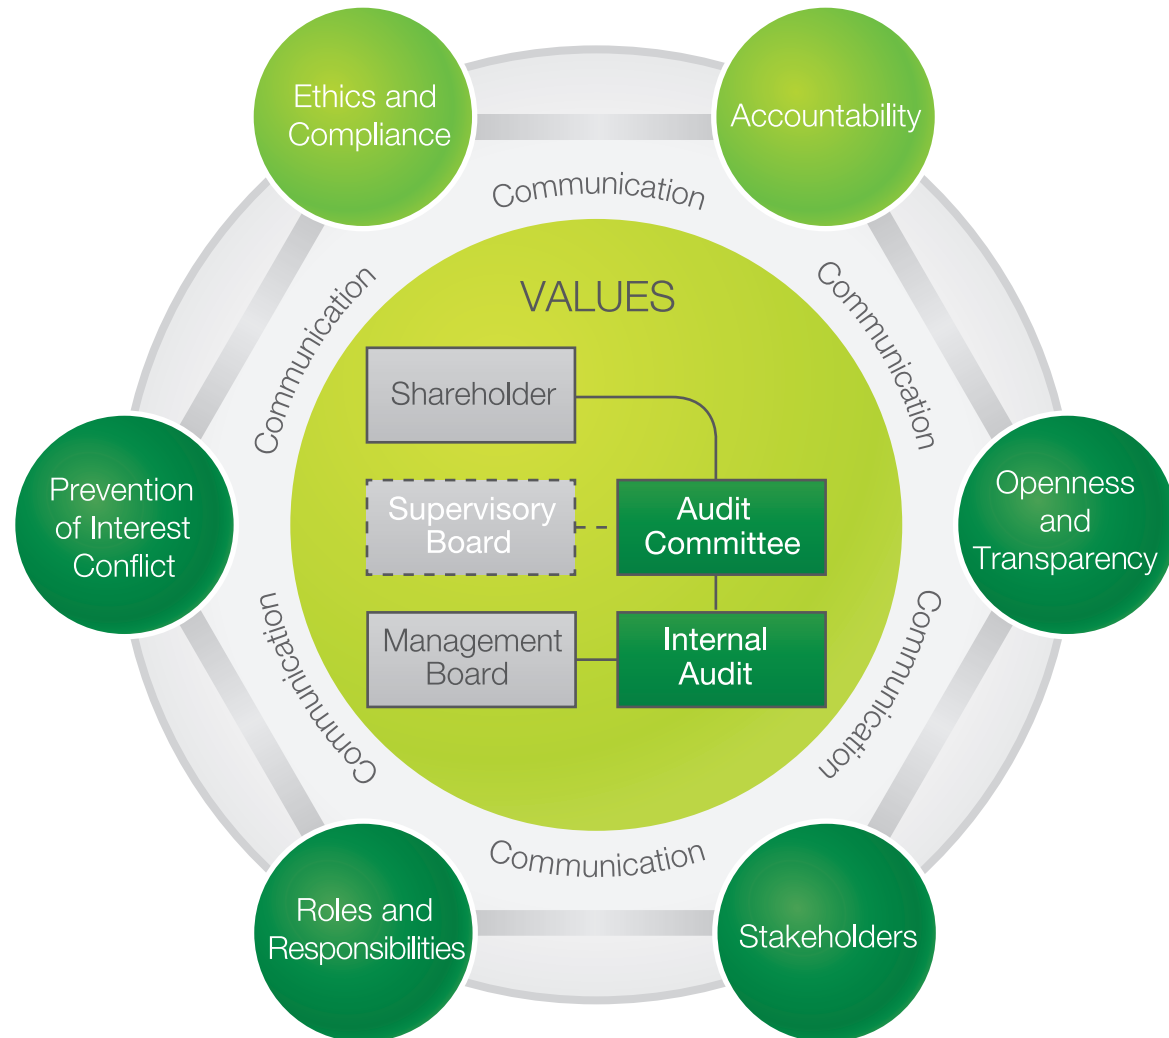 Ethics and
Compliance
Accountability
Communication
Communication
Communication
VALUES
Shareholder
Supervisory
Board
Audit
Committee
Management
Board
Internal
Audit
Prevention
of Interest
Conflict
Openness
and
Transparency
Communication
Communication
Communication
Roles and
Responsibilities
Stakeholders